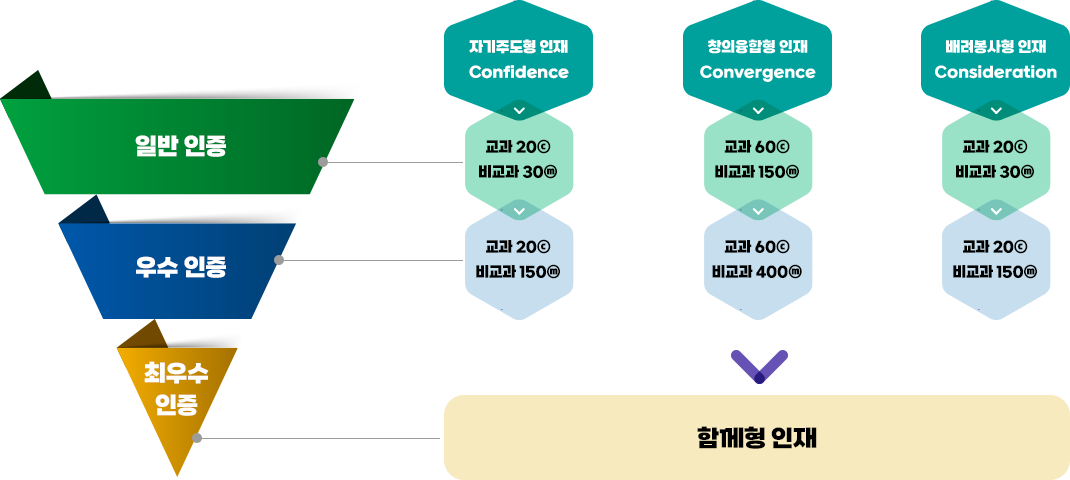 자기주도형 인재
Confidence
창의융합형 인재
Convergence
배려봉사형 인재
Consideration
일반 인증
교과 20ⓒ
비교과 30ⓜ
교과 60ⓒ
비교과 150ⓜ
교과 20ⓒ
비교과 30ⓜ
우수 인증
교과 20ⓒ
비교과 150ⓜ
교과 60ⓒ
비교과 400ⓜ
교과 20ⓒ
비교과 150ⓜ
최우수
인증
함께형 인재